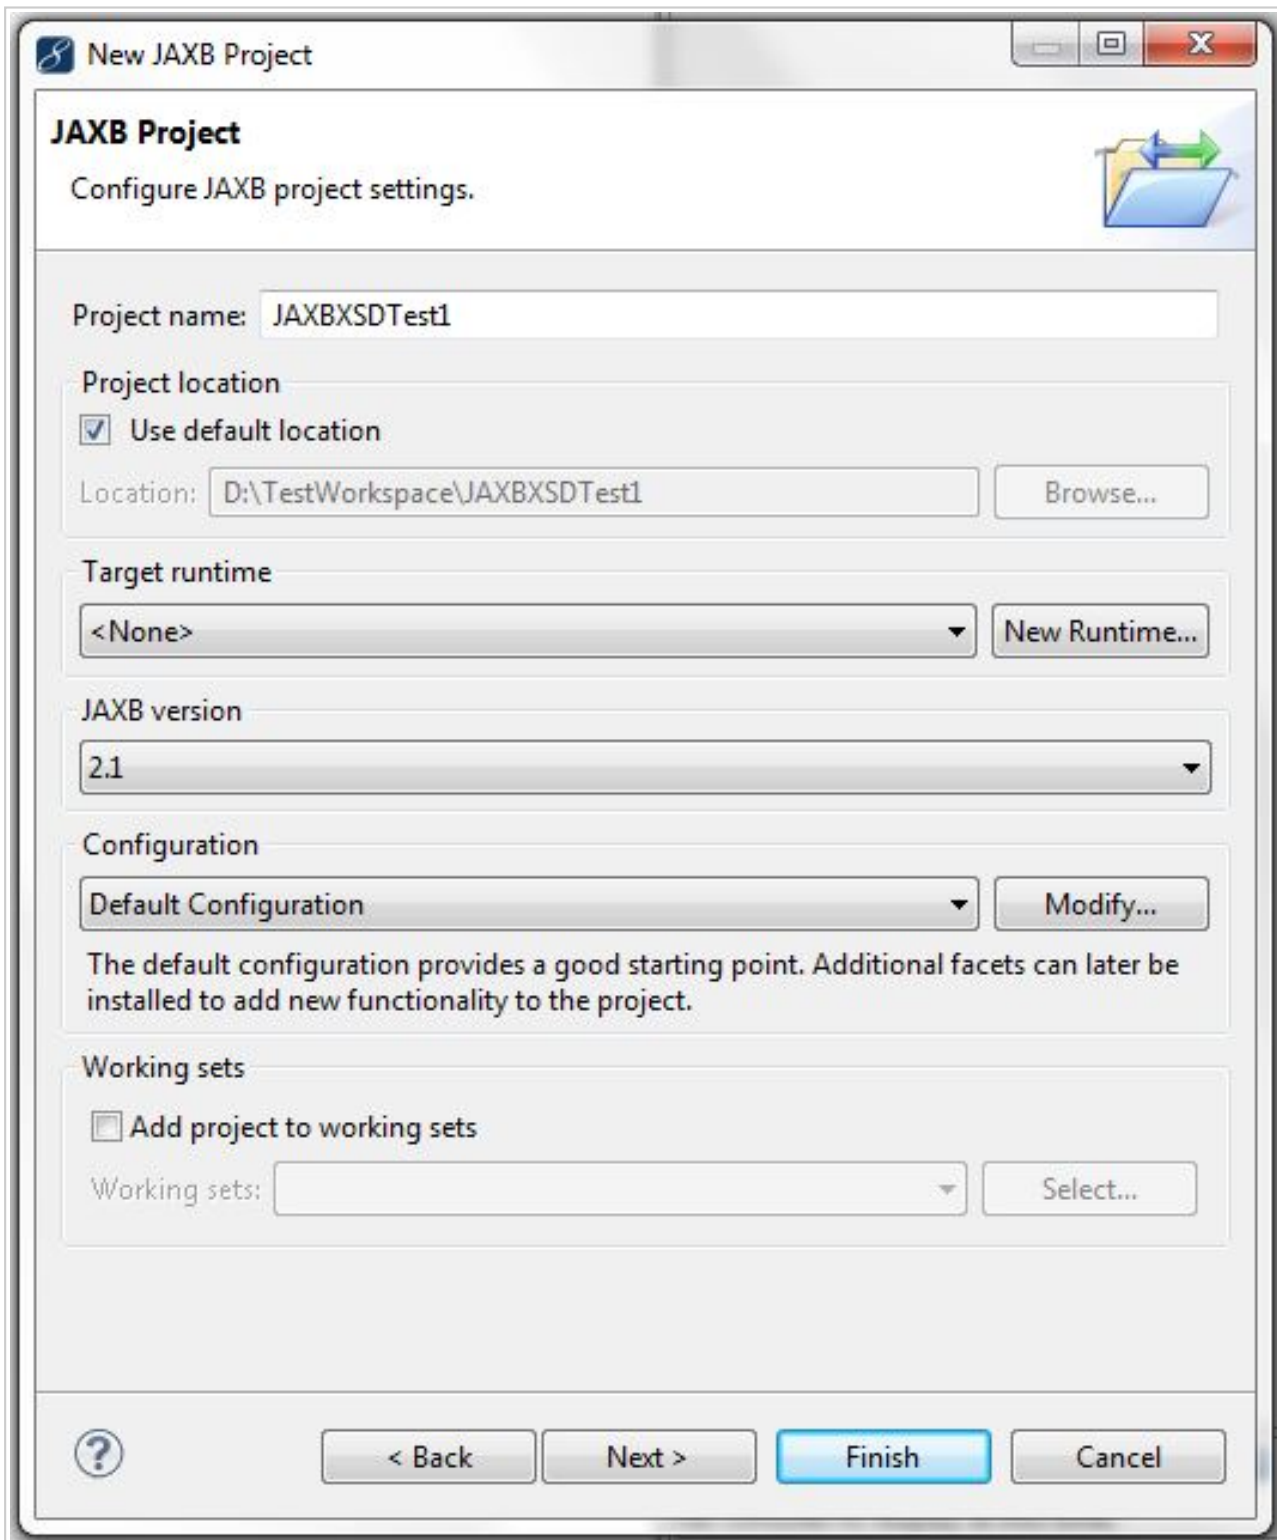 New JAXB Project
JAXB Project
Configure JAXB project settings.
Project name: JAXBXSDTest1
Project location
Use default location
Location: D:\TestWorkspace\JAXBXSDTest1 Browse...
Target runtime
<None> New Runtime...
JAXB version
2.1
Configuration
Default Configuration Modify...
The default configuration provides a good starting point. Additional facets can later be
installed to add new functionality to the project.
Working sets
Add project to working sets
Working sets: Select...
< Back Next > Finish Cancel